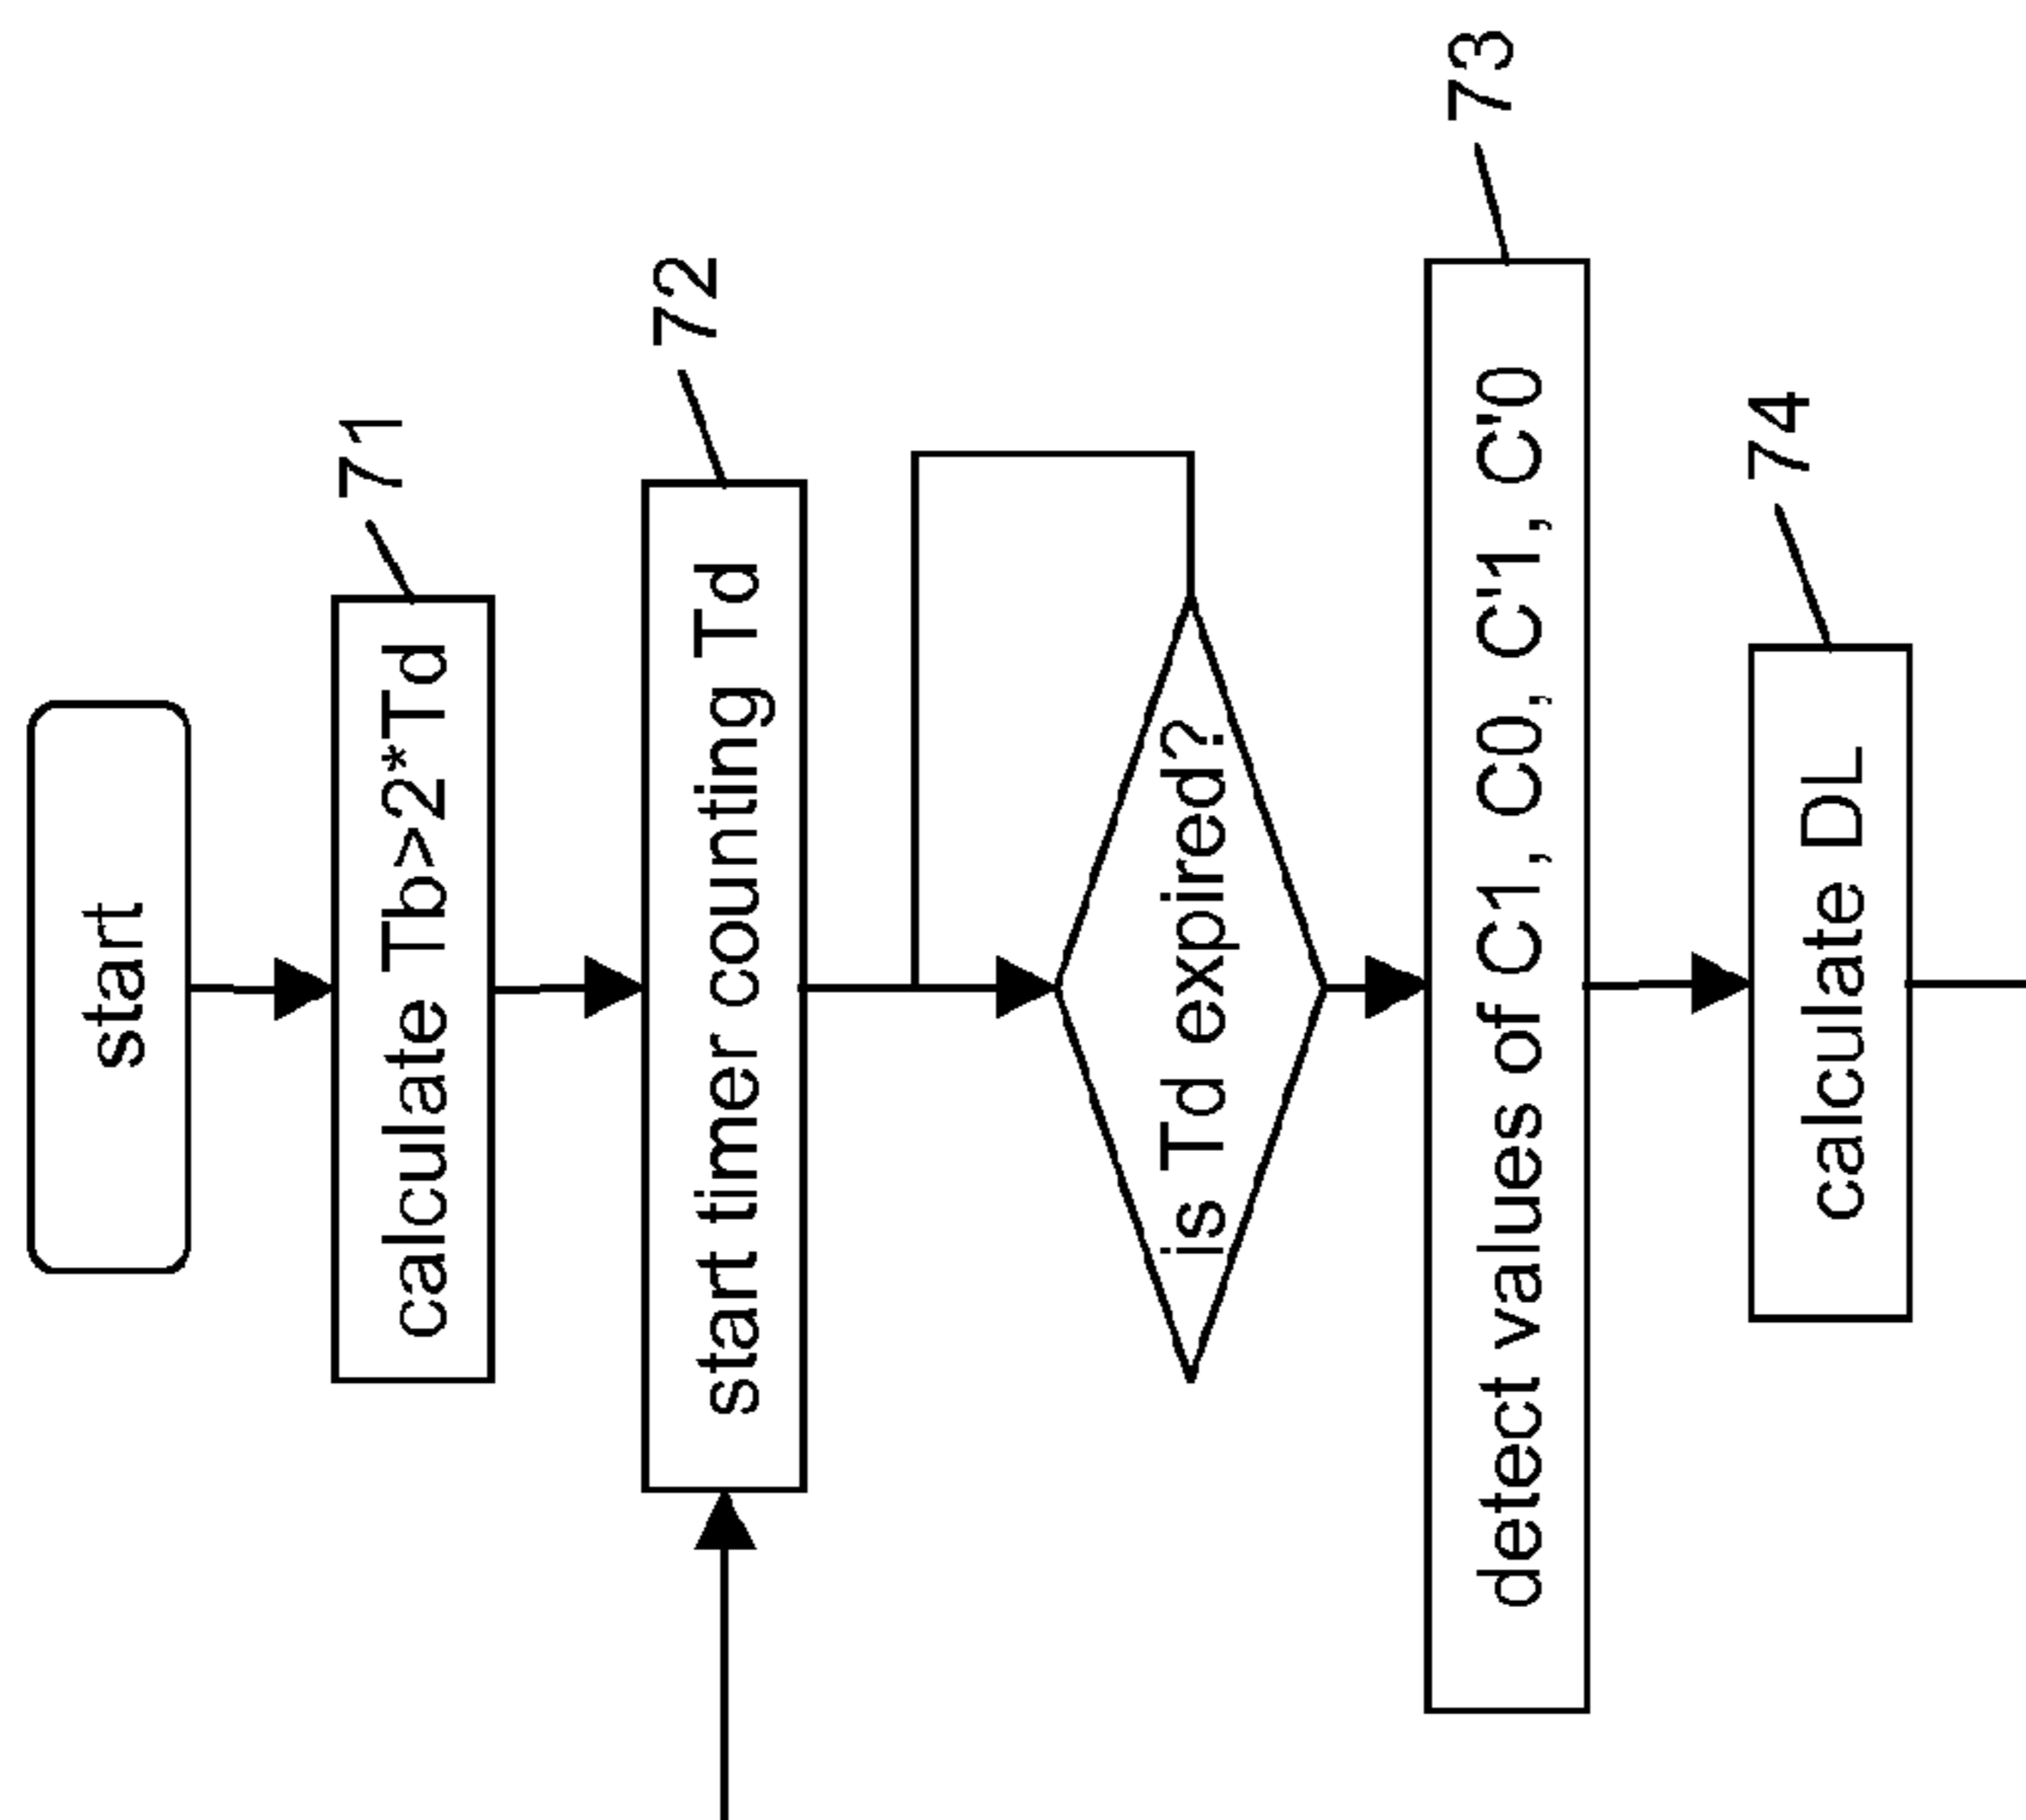 start
calculate Tb>2*Td
71
start timer counting Td
72
is Td expired?
detect values of C1, C0, C'1, C'0
73
calculate DL
74